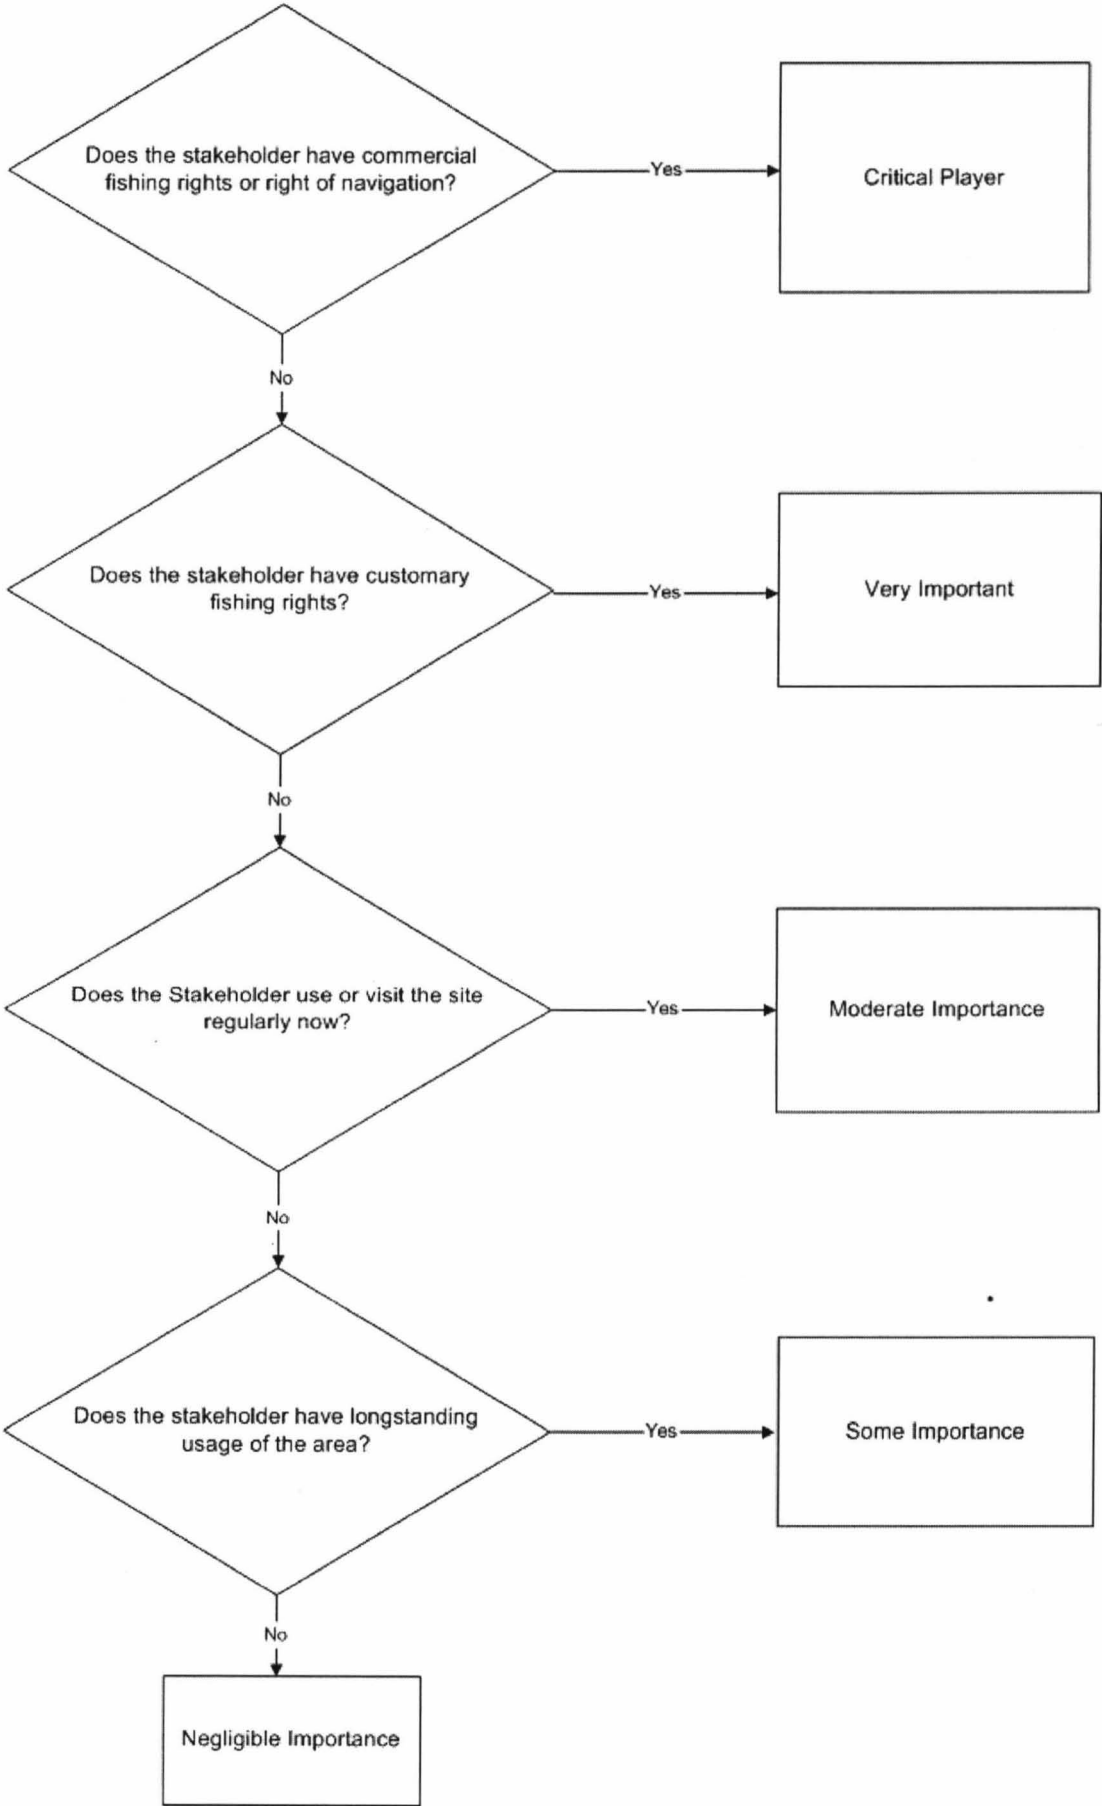 Does the stakeholder have commercial
fishing rights or right of navigation?
Yes
Critical Player
No
Does the stakeholder have customary
fishing rights?
Yes
Very Important
No
Does the Stakeholder use or visit the site
regularly now?
Yes
Moderate Importance
No
Does the stakeholder have longstanding
usage of the area?
Yes
Some Importance
No
Negligible Importance